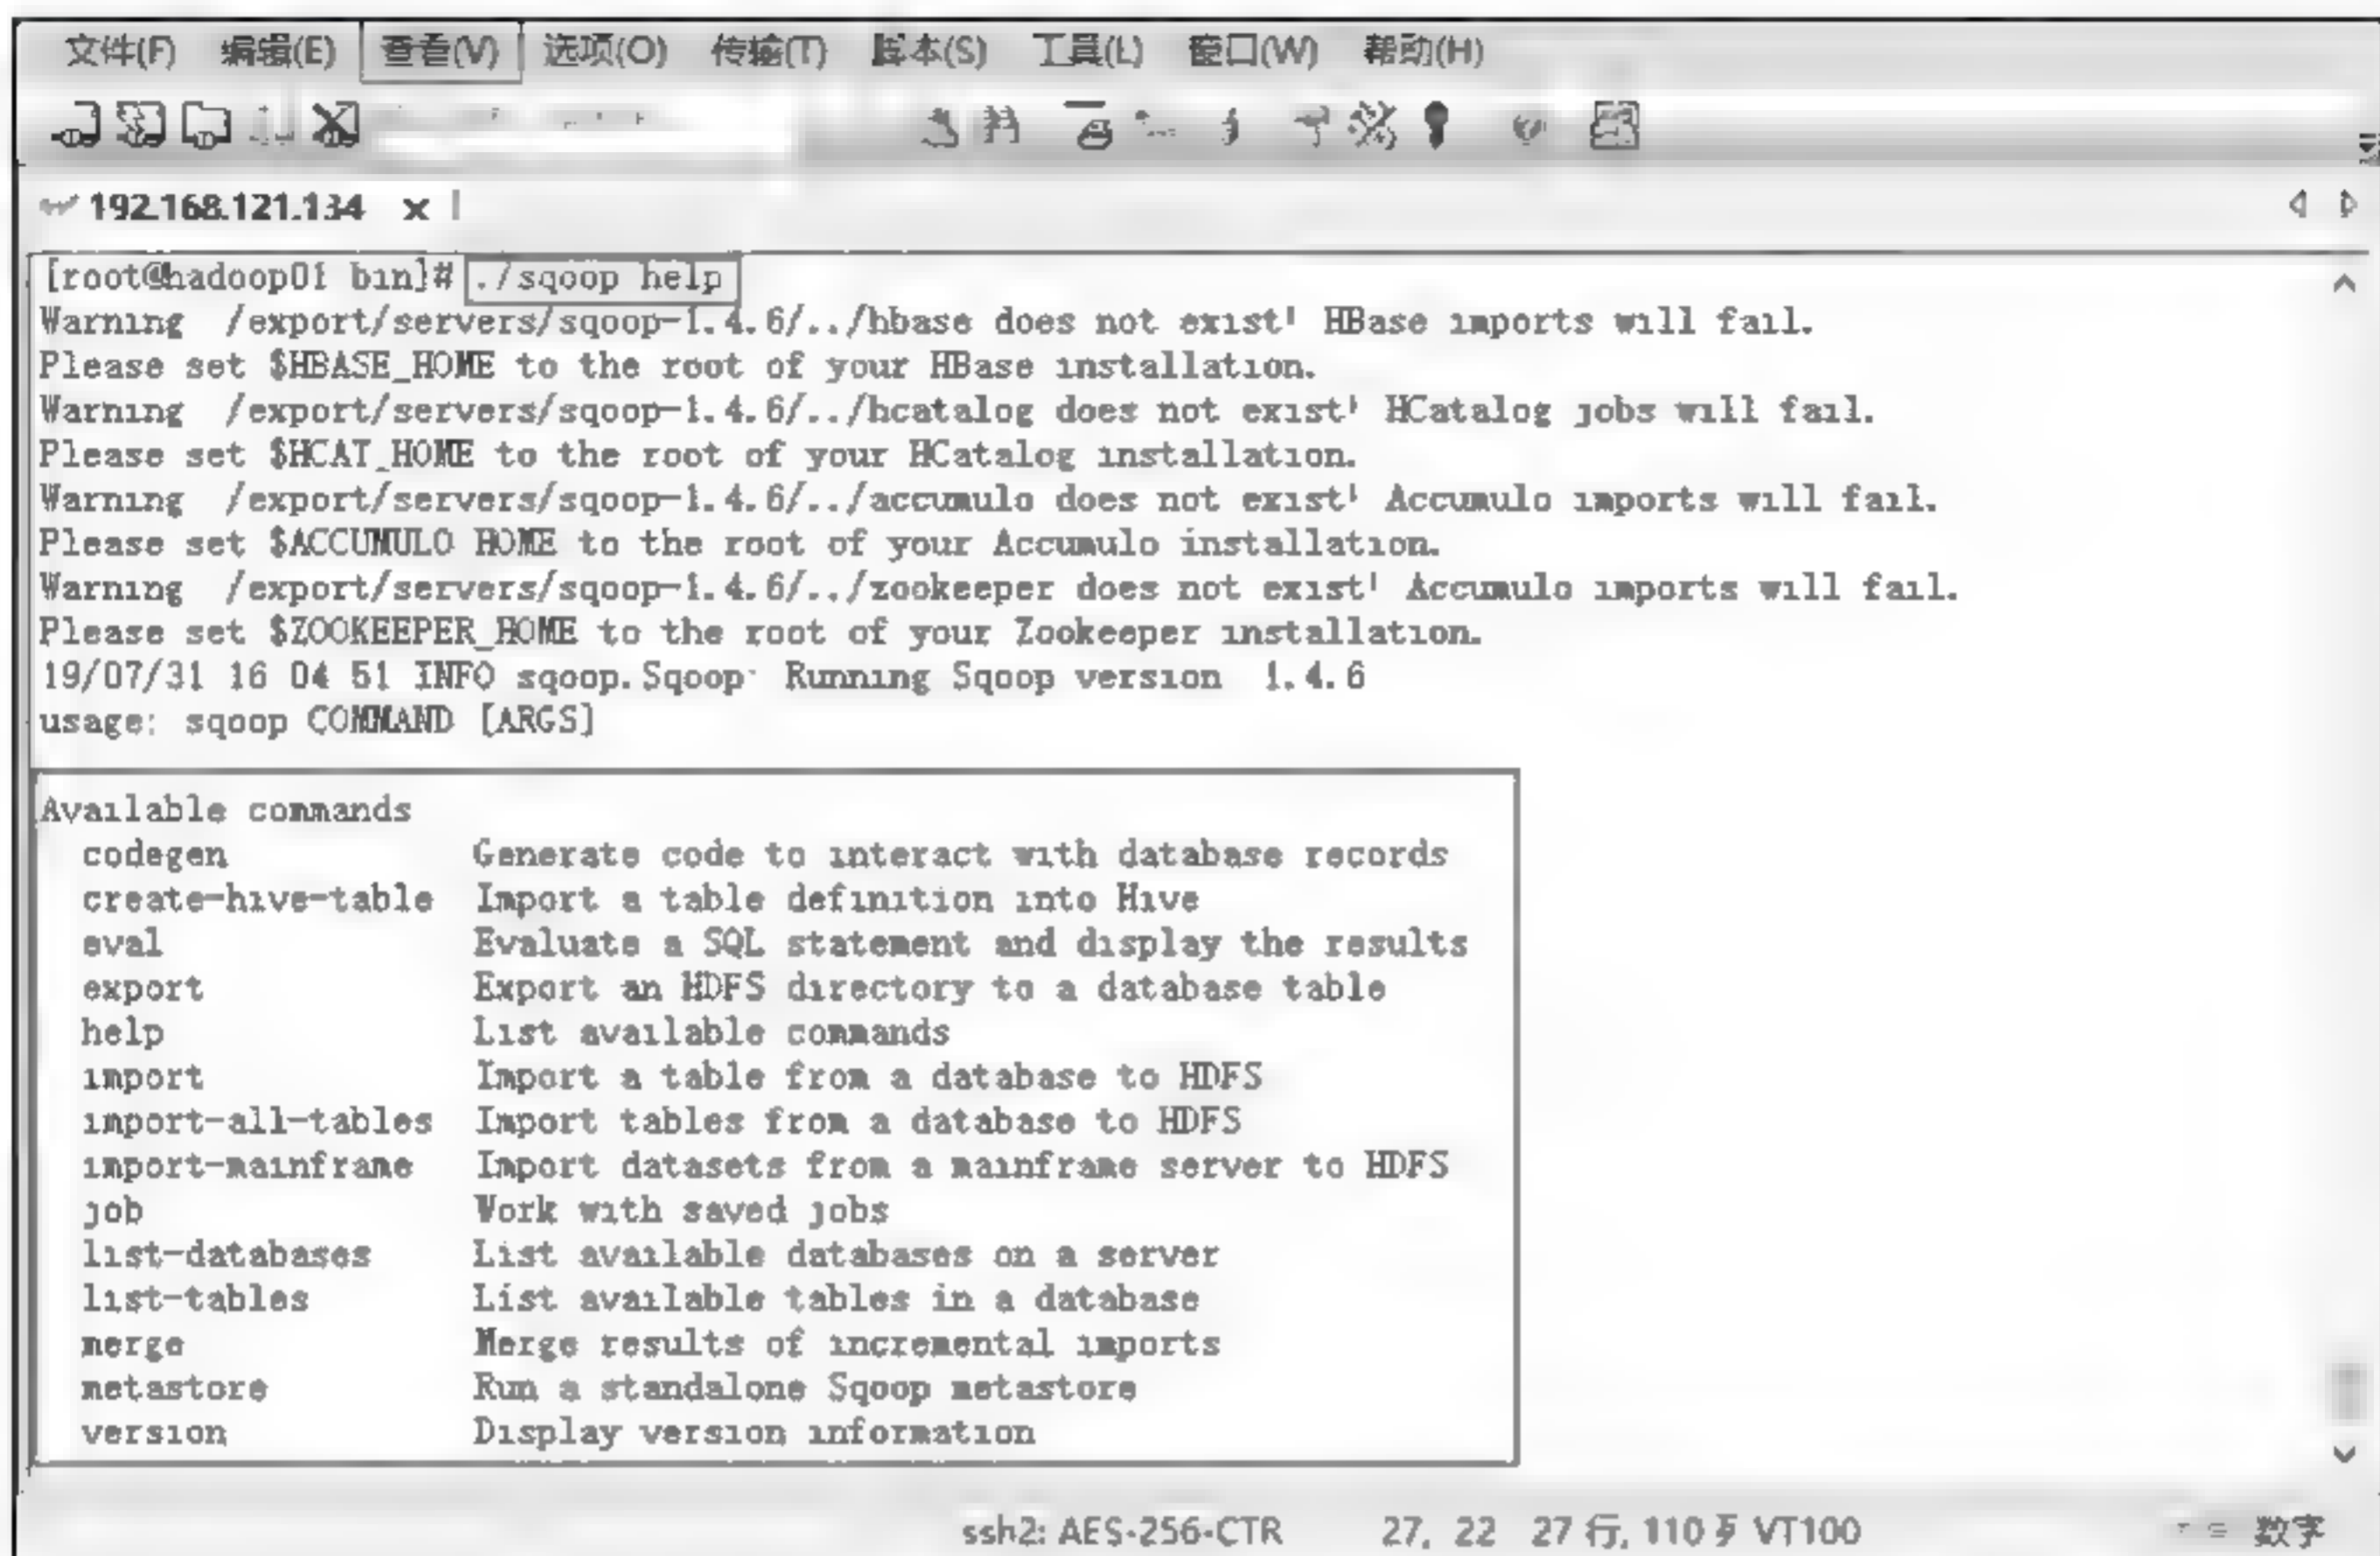 文件(F) 编辑(E) 查看(V) 选项(O) 传输(T) 脚本(S) 工具(L) 窗口(W) 帮助(H)
192.168.121.134 x
[root@hadoop01 bin]# ./sqoop help
Warning /export/servers/sqoop-1.4.6/../hbase does not exist! HBase imports will fail.
Please set $HBASE_HOME to the root of your HBase installation.
Warning /export/servers/sqoop-1.4.6/../hcatalog does not exist! HCatalog jobs will fail.
Please set $HCAT_HOME to the root of your HCatalog installation.
Warning /export/servers/sqoop-1.4.6/../accumulo does not exist! Accumulo imports will fail.
Please set $ACCUMULO HOME to the root of your Accumulo installation.
Warning /export/servers/sqoop-1.4.6/../zookeeper does not exist! Accumulo imports will fail.
Please set $ZOOKEEPER_HOME to the root of your Zookeeper installation.
19/07/31 16 04 51 INFO sqoop.Sqoop: Running Sqoop version 1.4.6
usage: sqoop COMMAND [ARGS]
Available commands
codegen Generate code to interact with database records
create-hive-table Import a table definition into Hive
eval Evaluate a SQL statement and display the results
export Export an HDFS directory to a database table
help List available commands
import Import a table from a database to HDFS
import-all-tables Import tables from a database to HDFS
import-mainframe Import datasets from a mainframe server to HDFS
job Work with saved jobs
list-databases List available databases on a server
list-tables List available tables in a database
merge Merge results of incremental imports
metastore Run a standalone Sqoop metastore
version Display version information
ssh2: AES-256-CTR 27, 22 27 行, 110 VT100 数字